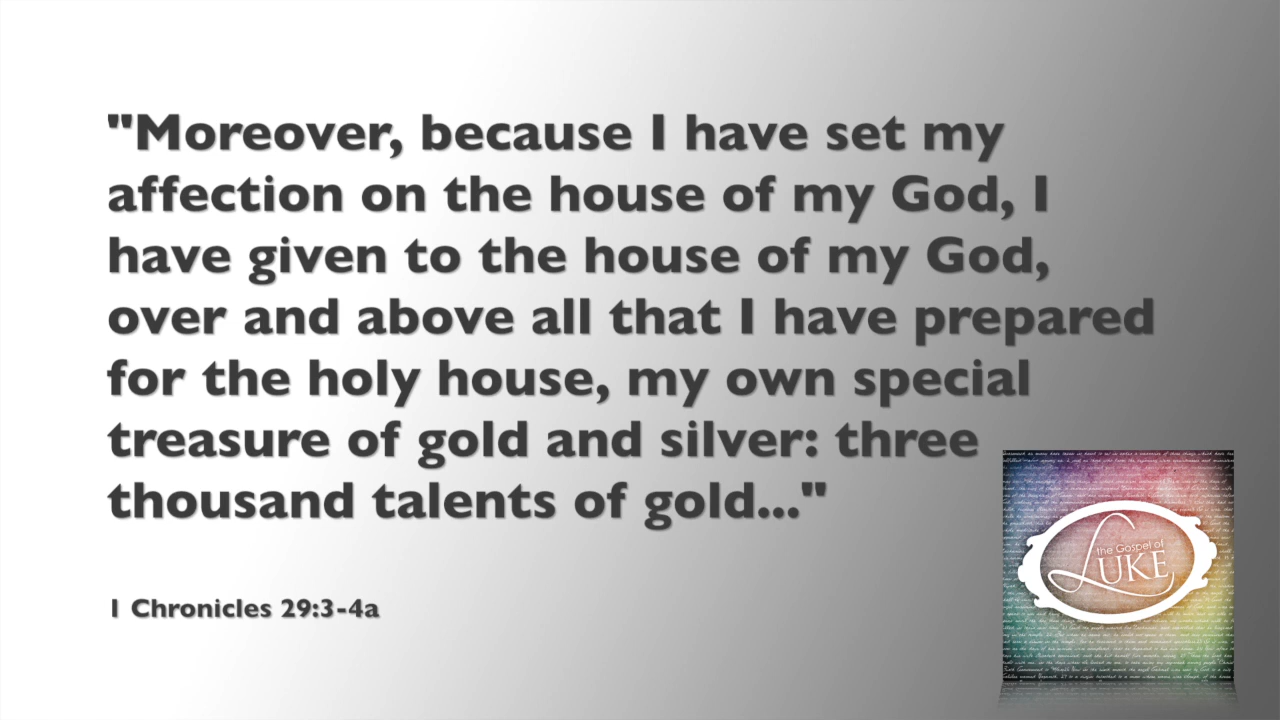 "Moreover, because I have set my
affection on the house of my God, I
have given to the house of my God,
over and above all that I have prepared
for the holy house, my own special
treasure of gold and silver: three
thousand talents of gold..."
1 Chronicles 29:3-4a
the Gospel of
LUKE